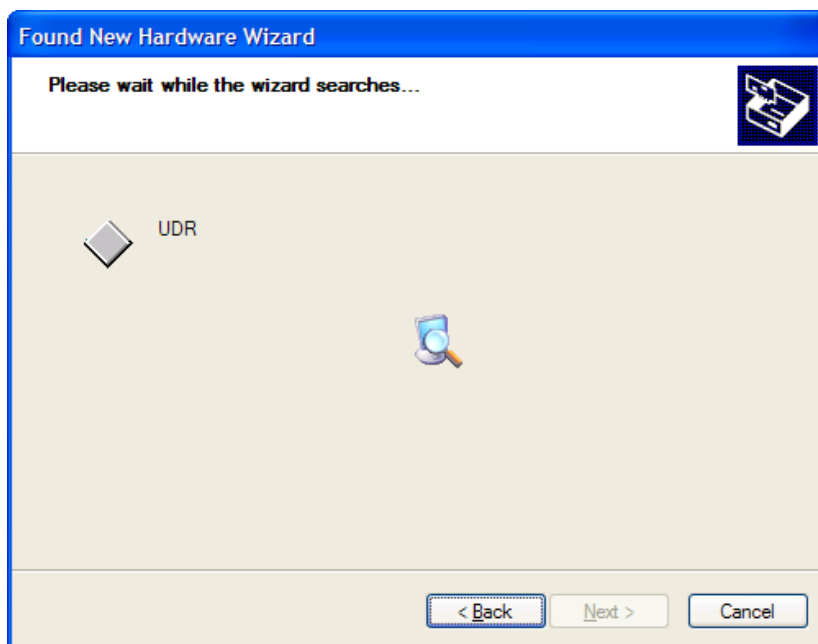 Found New Hardware Wizard
Please wait while the wizard searches...
UDR
< Back Next > Cancel